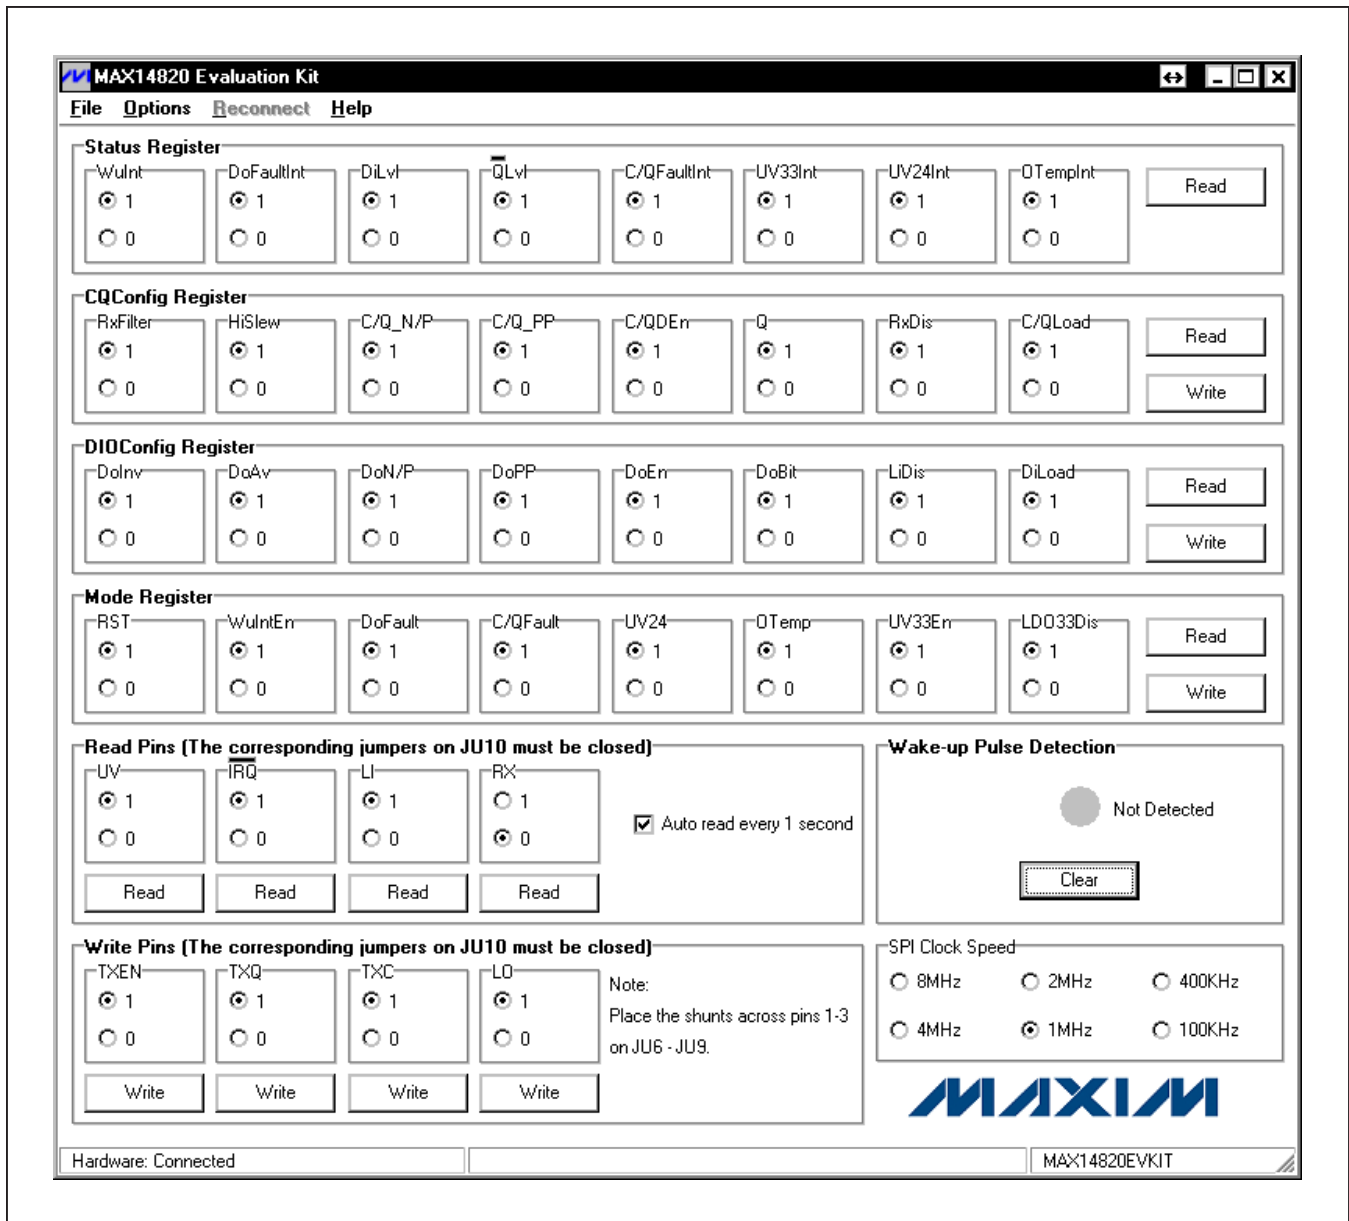 MAX14820 Evaluation Kit
File Options Reconnect Help
Status Register
WuInt DoFaultInt DiLvl Q̅Lvl C/QFaultInt UV33Int UV24Int OTempInt
1 1 1 1 1 1 1 1 Read
0 0 0 0 0 0 0 0
CQConfig Register
RxFilter HiSlew C/Q_N/P C/Q_PP C/QDEn Q RxDis C/QLoad
1 1 1 1 1 1 1 1 Read
0 0 0 0 0 0 0 0 Write
DIOConfig Register
DoInv DoAv DoN/P DoPP DoEn DoBit LiDis DiLoad
1 1 1 1 1 1 1 1 Read
0 0 0 0 0 0 0 0 Write
Mode Register
RST WuIntEn DoFault C/QFault UV24 OTemp UV33En LDO33Dis
1 1 1 1 1 1 1 1 Read
0 0 0 0 0 0 0 0 Write
Read Pins (The corresponding jumpers on JU10 must be closed)
UV I̅R̅Q̅ LI RX
1 1 1 1
0 0 0 0
Auto read every 1 second
Read Read Read Read
Wake-up Pulse Detection
Not Detected
Clear
Write Pins (The corresponding jumpers on JU10 must be closed)
TXEN TXQ TXC LO
1 1 1 1
0 0 0 0
Write Write Write Write
Note:
Place the shunts across pins 1-3
on JU6 - JU9.
SPI Clock Speed
8MHz 2MHz 400KHz
4MHz 1MHz 100KHz
MAXIM
Hardware: Connected MAX14820EVKIT